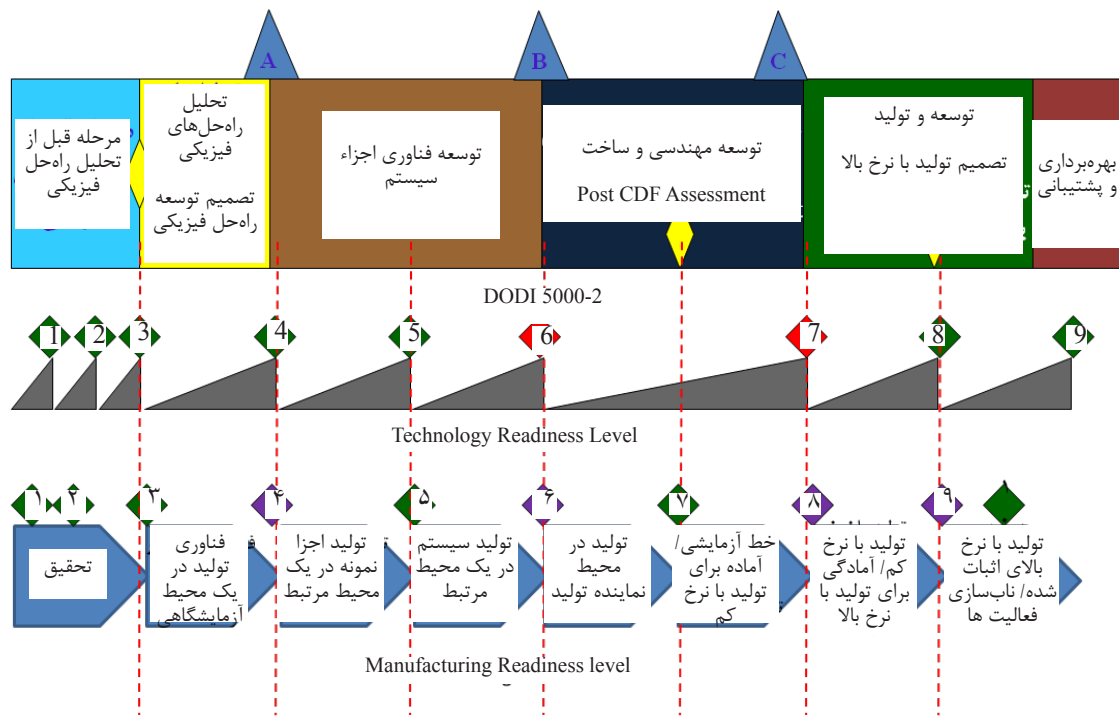 A
B
C
مرحله قبل از
تحلیل راه‌حل
فیزیکی
تحلیل
راه‌حل‌های
فیزیکی
تصمیم توسعه
راه‌حل فیزیکی
توسعه فناوری اجزاء
سیستم
توسعه مهندسی و ساخت
Post CDF Assessment
توسعه و تولید
تصمیم تولید با نرخ بالا
بهره‌برداری
و پشتیبانی
DODI 5000-2
1 2 3 4 5 6 7 8 9
Technology Readiness Level
۱ ۲ ۳ ۴ ۵ ۶ ۷ ۸ ۹ ۱
تحقیق
فناوری
تولید در
یک محیط
آزمایشگاهی
تولید اجزا
نمونه در یک
محیط مرتبط
تولید سیستم
در یک محیط
مرتبط
تولید در
محیط
نماینده تولید
خط آزمایشی/
آماده برای
تولید با نرخ
کم
تولید با نرخ
کم/ آمادگی
برای تولید با
نرخ بالا
تولید با نرخ
بالای اثبات
شده/ ناب‌سازی
فعالیت ها
Manufacturing Readiness level